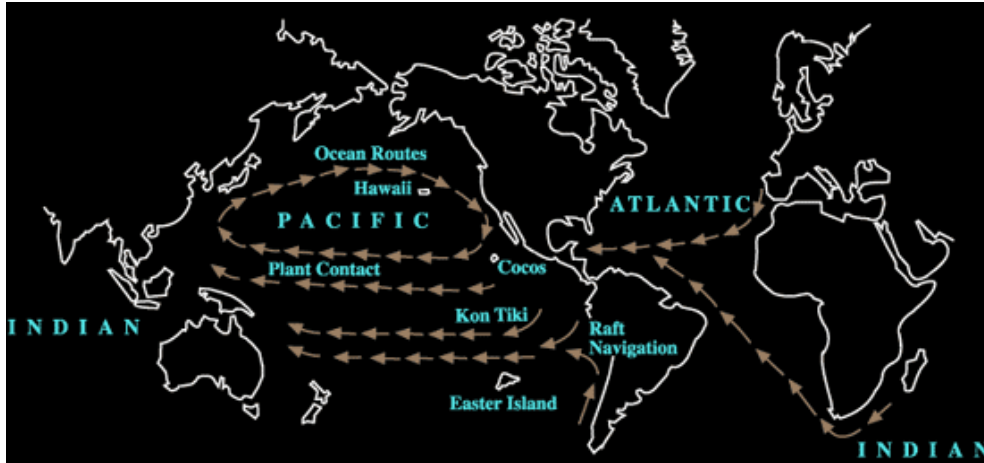 Ocean Routes
Hawaii
ATLANTIC
PACIFIC
Plant Contact
Cocos
INDIAN
Kon Tiki
Raft
Navigation
Easter Island
INDIAN